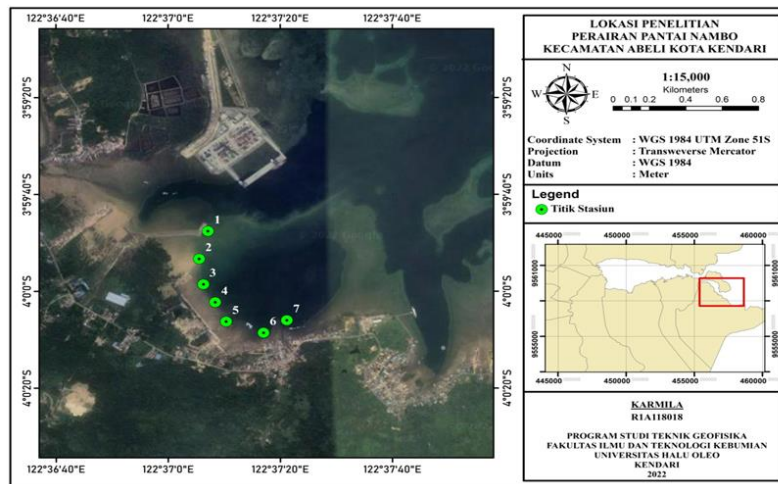 122°36'40"E 122°37'0"E 122°37'20"E 122°37'40"E
3°59'20"S
3°59'40"S
4°0'0"S
4°0'20"S
1
2
3
4
5
6
7
3°59'20"S
3°59'40"S
4°0'0"S
4°0'20"S
122°36'40"E 122°37'0"E 122°37'20"E 122°37'40"E
LOKASI PENELITIAN
PERAIRAN PANTAI NAMBO
KECAMATAN ABELI KOTA KENDARI
N
W E
S
1:15,000
Kilometers
0 0.1 0.2 0.4 0.6 0.8
Coordinate System : WGS 1984 UTM Zone 51S
Projection : Transweverse Mercator
Datum : WGS 1984
Units : Meter
Legend
Titik Stasiun
445000 450000 455000 460000
9561000
9555000
9561000
9555000
445000 450000 455000 460000
KARMILA
R1A118018
PROGRAM STUDI TEKNIK GEOFISIKA
FAKULTAS ILMU DAN TEKNOLOGI KEBUMIAN
UNIVERSITAS HALU OLEO
KENDARI
2022